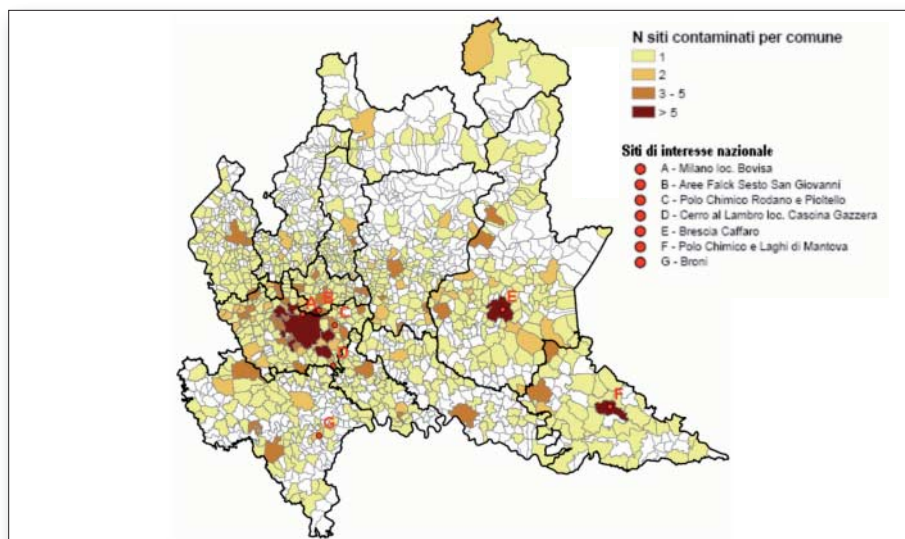 N siti contaminati per comune
1
2
3 - 5
> 5
Siti di interesse nazionale
A - Milano loc. Bovisa
B - Aree Falck Sesto San Giovanni
C - Polo Chimico Rodano e Pioltello
D - Cerro al Lambro loc. Cascina Gazzera
E - Brescia Caffaro
F - Polo Chimico e Laghi di Mantova
G - Broni
A
B
C
D
E
F
G